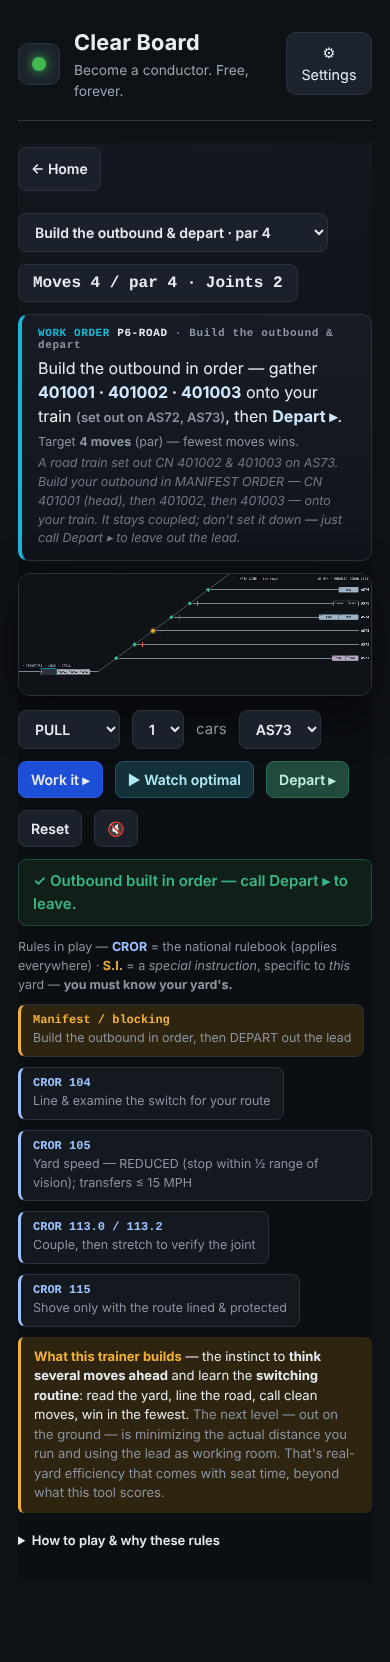 Clear Board
Become a conductor. Free,
forever.
⚙
Settings
← Home
Build the outbound & depart · par 4
Moves 4 / par 4 · Joints 2
WORK ORDER P6-ROAD · Build the outbound &
depart
Build the outbound in order — gather
401001 · 401002 · 401003 onto your
train (set out on AS72, AS73), then Depart ▸.
Target 4 moves (par) — fewest moves wins.
A road train set out CN 401002 & 401003 on AS73.
Build your outbound in MANIFEST ORDER — CN
401001 (head), then 401002, then 401003 — onto
your train. It stays coupled; don't set it down — just
call Depart ▸ to leave out the lead.
PULL 1 cars AS73
Work it ▸ ▶ Watch optimal Depart ▸
Reset 🔇
✓ Outbound built in order — call Depart ▸ to
leave.
Rules in play — CROR = the national rulebook (applies
everywhere) · S.I. = a special instruction, specific to this
yard — you must know your yard's.
Manifest / blocking
Build the outbound in order, then DEPART out the lead
CROR 104
Line & examine the switch for your route
CROR 105
Yard speed — REDUCED (stop within ½ range of
vision); transfers ≤ 15 MPH
CROR 113.0 / 113.2
Couple, then stretch to verify the joint
CROR 115
Shove only with the route lined & protected
What this trainer builds — the instinct to think
several moves ahead and learn the switching
routine: read the yard, line the road, call clean
moves, win in the fewest. The next level — out on
the ground — is minimizing the actual distance you
run and using the lead as working room. That's real-
yard efficiency that comes with seat time, beyond
what this tool scores.
▶ How to play & why these rules